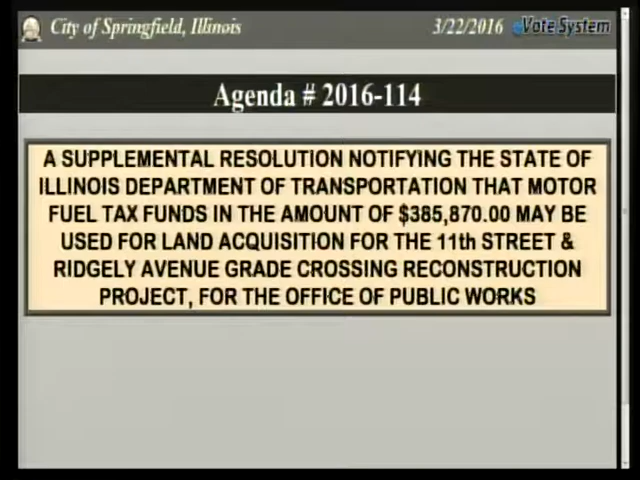 City of Springfield, Illinois 3/22/2016 Vote System
Agenda # 2016-114
A SUPPLEMENTAL RESOLUTION NOTIFYING THE STATE OF
ILLINOIS DEPARTMENT OF TRANSPORTATION THAT MOTOR
FUEL TAX FUNDS IN THE AMOUNT OF $385,870.00 MAY BE
USED FOR LAND ACQUISITION FOR THE 11th STREET &
RIDGELY AVENUE GRADE CROSSING RECONSTRUCTION
PROJECT, FOR THE OFFICE OF PUBLIC WORKS